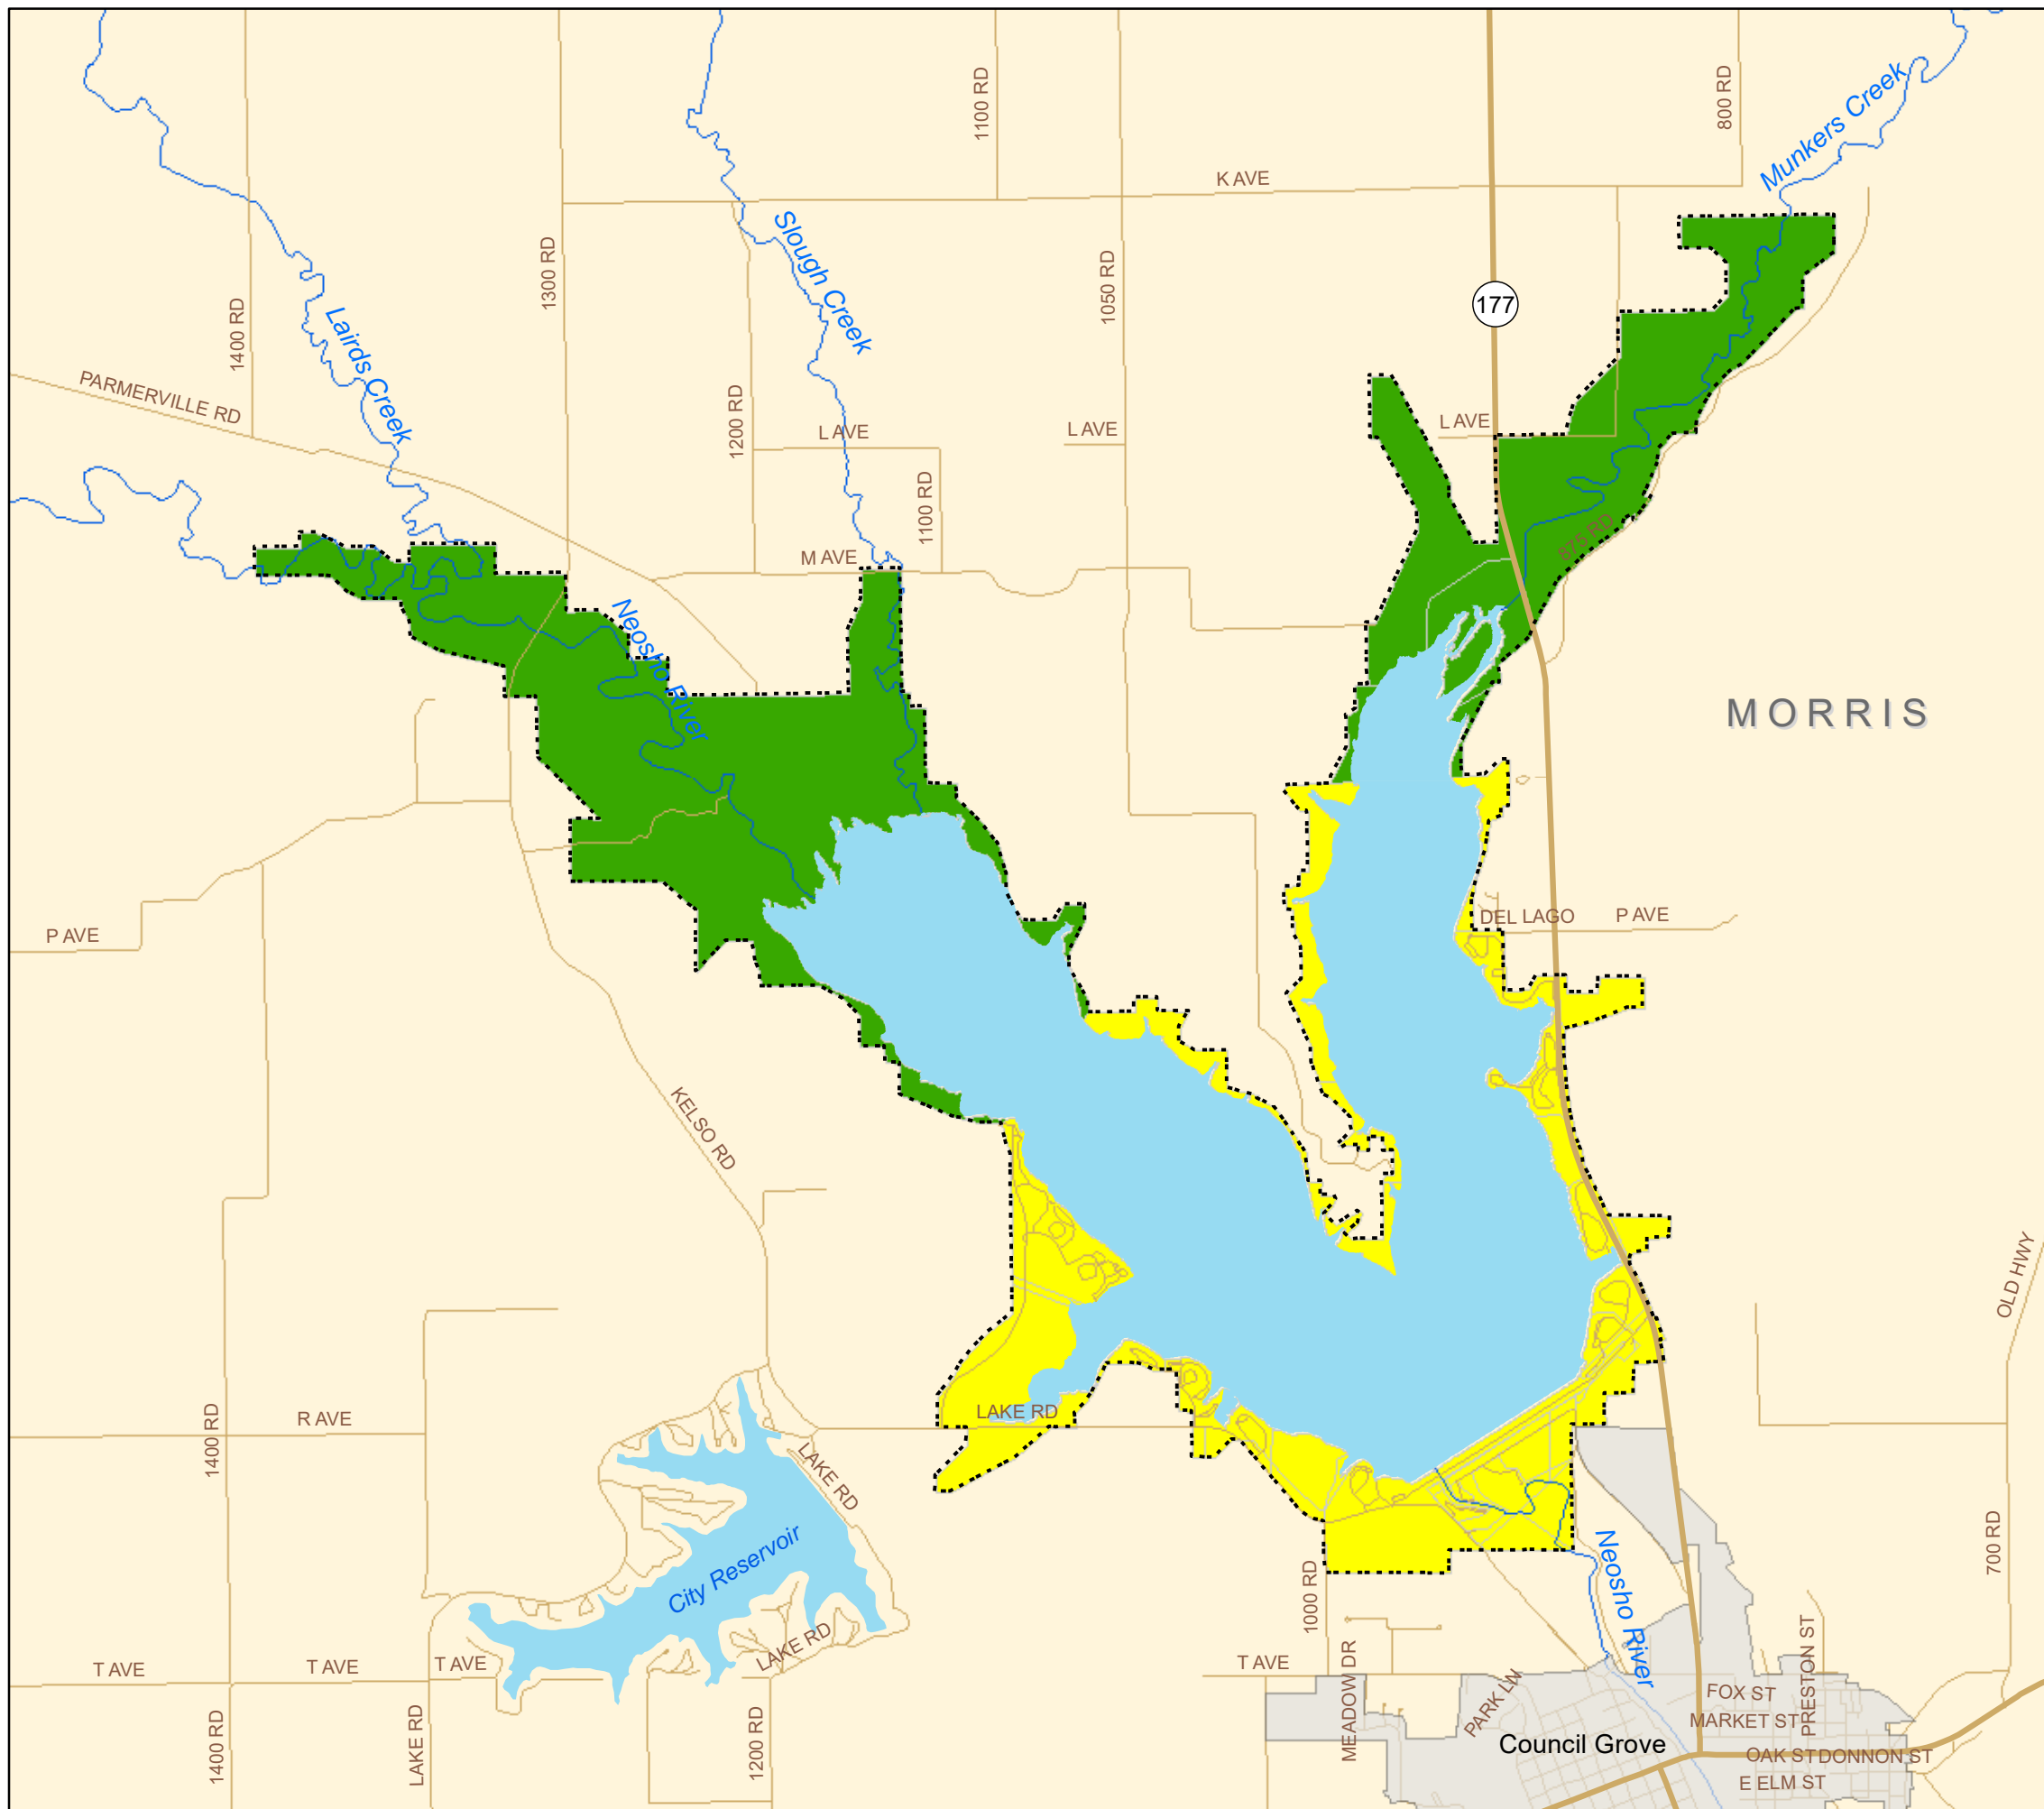 1100 RD
800 RD
Munkers Creek
K AVE
Slough Creek
1300 RD
1050 RD
1400 RD
177
Lairds Creek
PARMERVILLE RD
1200 RD
L AVE
L AVE
L AVE
1100 RD
875 RD
M AVE
Neosho River
MORRIS
P AVE
DEL LAGO
P AVE
KELSO RD
OLD HWY
R AVE
1400 RD
LAKE RD
LAKE RD
City Reservoir
Neosho River
700 RD
1000 RD
LAKE RD
T AVE
T AVE
T AVE
T AVE
MEADOW DR
PARK LN
PRESTON ST
FOX ST
MARKET ST
1400 RD
LAKE RD
1200 RD
Council Grove
OAK ST
DONNON ST
E ELM ST